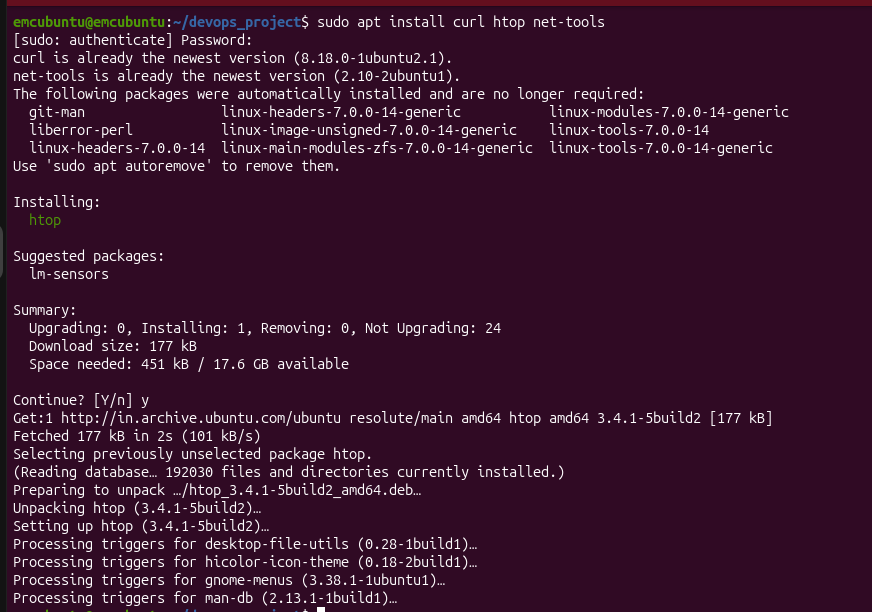 emcubuntu@emcubuntu:~/devops_project$ sudo apt install curl htop net-tools
[sudo: authenticate] Password:
curl is already the newest version (8.18.0-1ubuntu2.1).
net-tools is already the newest version (2.10-2ubuntu1).
The following packages were automatically installed and are no longer required:
  git-man                 linux-headers-7.0.0-14-generic           linux-modules-7.0.0-14-generic
  liberror-perl           linux-image-unsigned-7.0.0-14-generic    linux-tools-7.0.0-14
  linux-headers-7.0.0-14  linux-main-modules-zfs-7.0.0-14-generic  linux-tools-7.0.0-14-generic
Use 'sudo apt autoremove' to remove them.

Installing:
  htop

Suggested packages:
  lm-sensors

Summary:
  Upgrading: 0, Installing: 1, Removing: 0, Not Upgrading: 24
  Download size: 177 kB
  Space needed: 451 kB / 17.6 GB available

Continue? [Y/n] y
Get:1 http://in.archive.ubuntu.com/ubuntu resolute/main amd64 htop amd64 3.4.1-5build2 [177 kB]
Fetched 177 kB in 2s (101 kB/s)
Selecting previously unselected package htop.
(Reading database… 192030 files and directories currently installed.)
Preparing to unpack …/htop_3.4.1-5build2_amd64.deb…
Unpacking htop (3.4.1-5build2)…
Setting up htop (3.4.1-5build2)…
Processing triggers for desktop-file-utils (0.28-1build1)…
Processing triggers for hicolor-icon-theme (0.18-2build1)…
Processing triggers for gnome-menus (3.38.1-1ubuntu1)…
Processing triggers for man-db (2.13.1-1build1)…